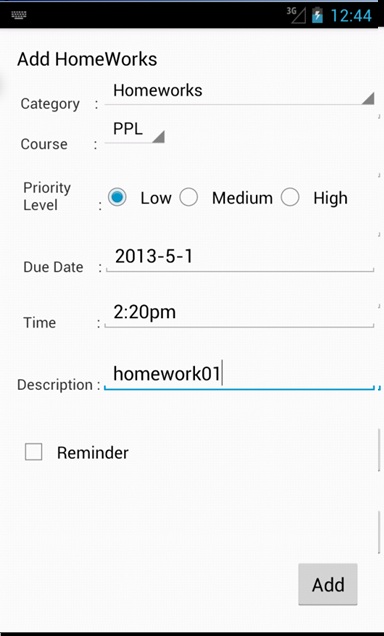 3G 12:44
Add HomeWorks
Category : Homeworks
Course : PPL
Priority
Level : Low Medium High
Due Date : 2013-5-1
Time : 2:20pm
Description : homework01
Reminder
Add